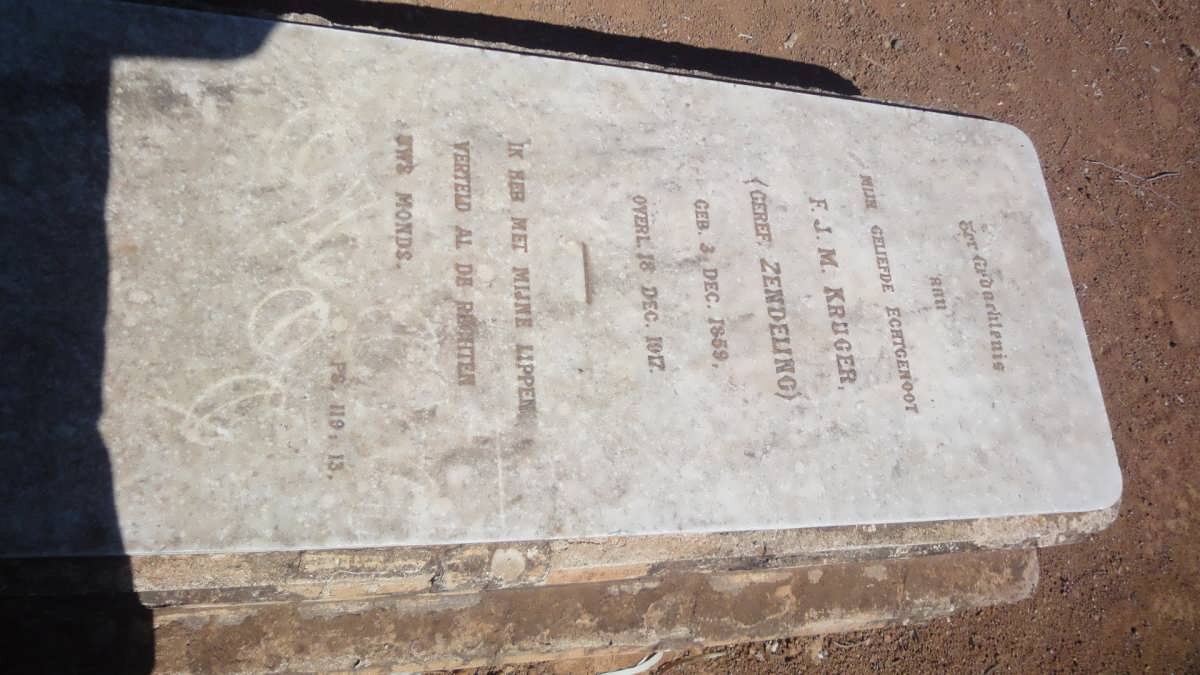 Ter Gedachtenis
aan
MIJN GELIEFDE ECHTGENOOT
F. J. M. KRUGER,
(GEREF. ZENDELING)
GEB. 3, DEC. 1859,
OVERL. 18 DEC. 1917.
IK HEB MET MIJNE LIPPEN
VERTELD AL DE RECHTEN
UWS MONDS.
PS. 119; 13.